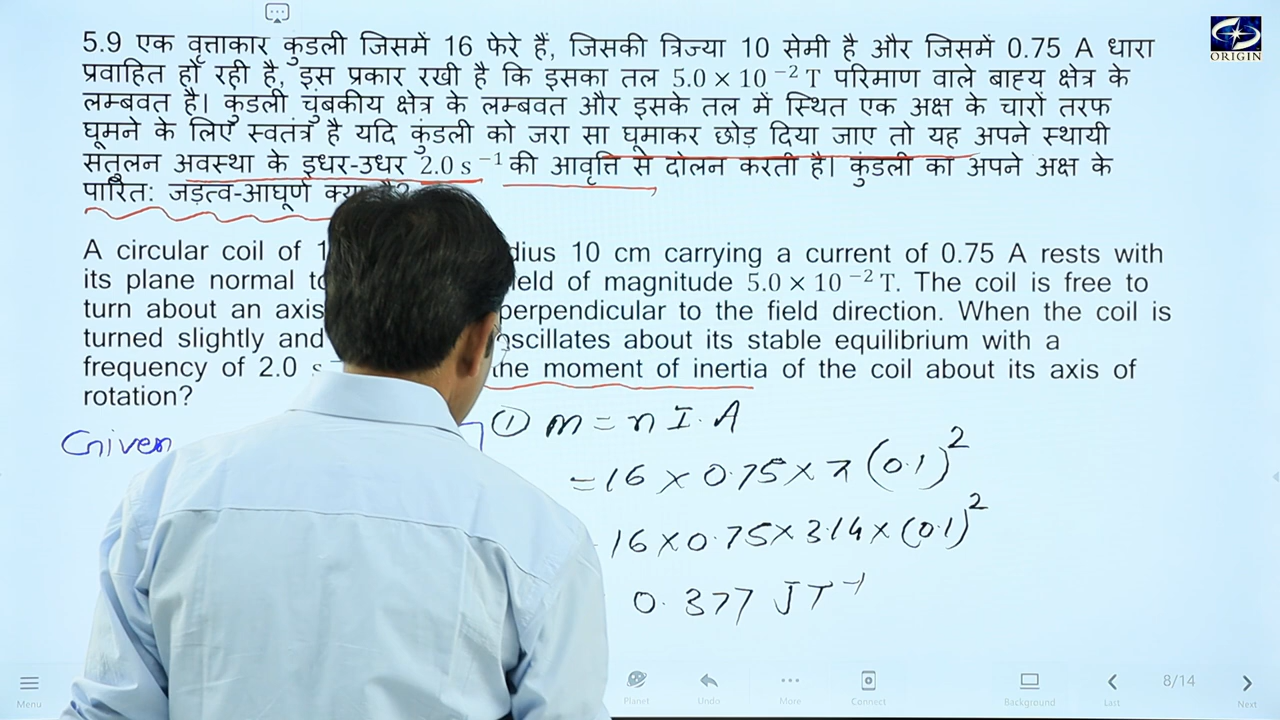 5.9 एक वृत्ताकार कुंडली जिसमें 16 फेरे हैं, जिसकी त्रिज्या 10 सेमी है और जिसमें 0.75 A धारा
प्रवाहित हो रही है, इस प्रकार रखी है कि इसका तल 5.0 × 10 ⁻² T परिमाण वाले बाह्य क्षेत्र के
लम्बवत है। कुंडली चुंबकीय क्षेत्र के लम्बवत और इसके तल में स्थित एक अक्ष के चारों तरफ
घूमने के लिए स्वतंत्र है यदि कुंडली को जरा सा घूमाकर छोड़ दिया जाए तो यह अपने स्थायी
संतुलन अवस्था के इधर-उधर 2.0 s ⁻¹ की आवृत्ति से दोलन करती है। कुंडली का अपने अक्ष के
पारित: जड़त्व-आघूर्ण क्या है?
A circular coil of 1 dius 10 cm carrying a current of 0.75 A rests with
its plane normal to ield of magnitude 5.0 × 10 ⁻² T. The coil is free to
turn about an axis perpendicular to the field direction. When the coil is
turned slightly and oscillates about its stable equilibrium with a
frequency of 2.0 s the moment of inertia of the coil about its axis of
rotation?
Given
① m = n I. A
= 16 × 0.75 × π (0.1)²
16 × 0.75 × 3.14 × (0.1)²
0.377 JT⁻¹
ORIGIN
Menu
Planet
Undo
More
Connect
Background
Last
8/14
Next